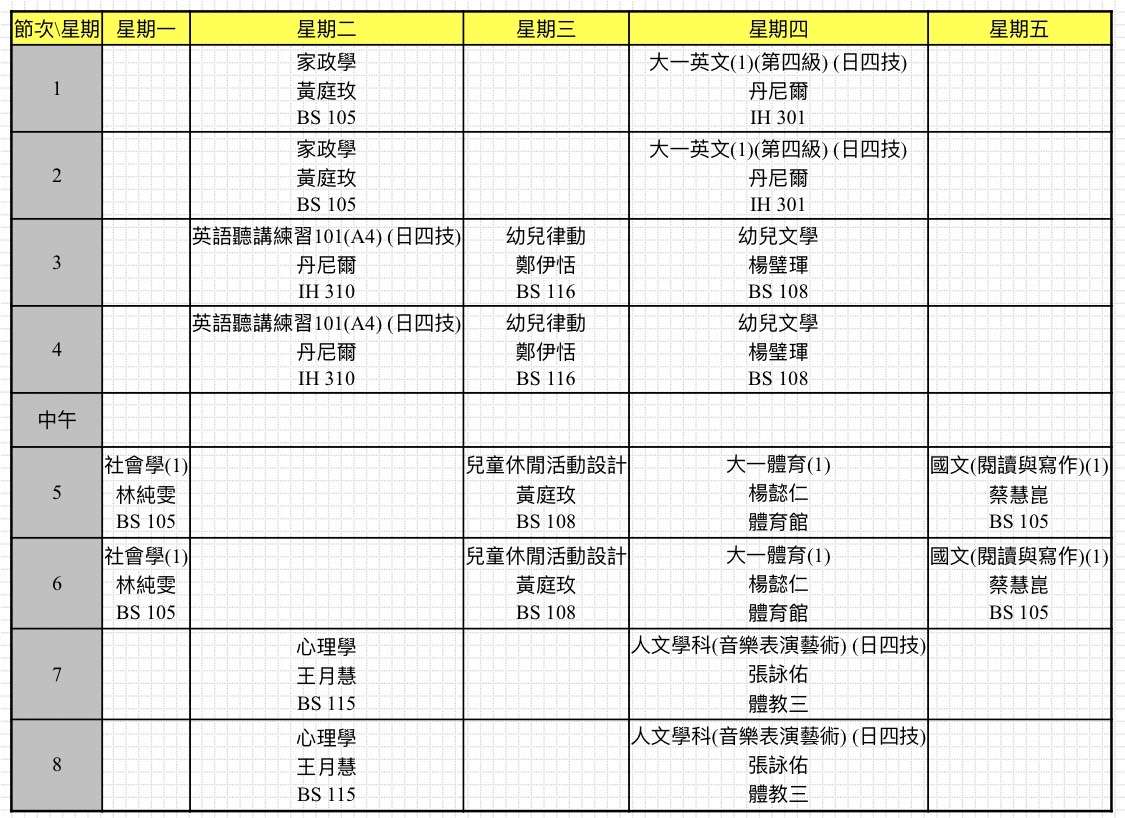 節次\星期 星期一 星期二 星期三 星期四 星期五
1
家政學
黃庭玫
BS 105
大一英文(1)(第四級) (日四技)
丹尼爾
IH 301
2
家政學
黃庭玫
BS 105
大一英文(1)(第四級) (日四技)
丹尼爾
IH 301
3
英語聽講練習101(A4) (日四技)
丹尼爾
IH 310
幼兒律動
鄭伊恬
BS 116
幼兒文學
楊璧琿
BS 108
4
英語聽講練習101(A4) (日四技)
丹尼爾
IH 310
幼兒律動
鄭伊恬
BS 116
幼兒文學
楊璧琿
BS 108
中午
5
社會學(1)
林純雯
BS 105
兒童休閒活動設計
黃庭玫
BS 108
大一體育(1)
楊懿仁
體育館
國文(閱讀與寫作)(1)
蔡慧崑
BS 105
6
社會學(1)
林純雯
BS 105
兒童休閒活動設計
黃庭玫
BS 108
大一體育(1)
楊懿仁
體育館
國文(閱讀與寫作)(1)
蔡慧崑
BS 105
7
心理學
王月慧
BS 115
人文學科(音樂表演藝術) (日四技)
張詠佑
體教三
8
心理學
王月慧
BS 115
人文學科(音樂表演藝術) (日四技)
張詠佑
體教三